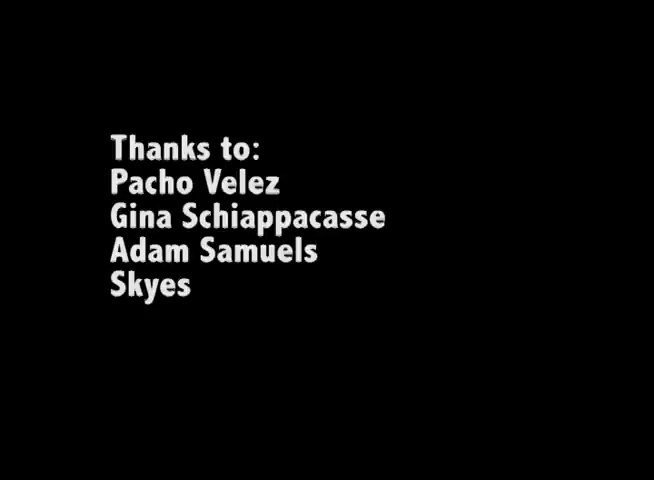 Thanks to:
Pacho Velez
Gina Schiappacasse
Adam Samuels
Skyes